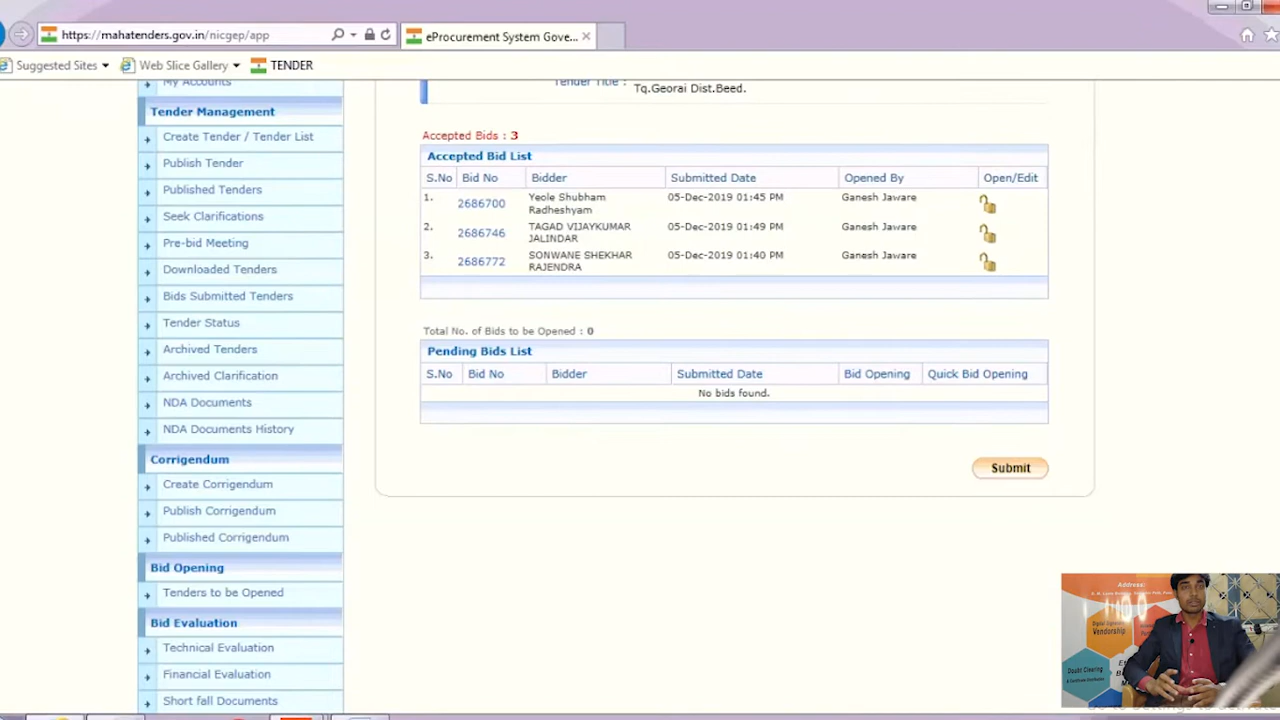 https://mahatenders.gov.in/nicgep/app
eProcurement System Gove...
Suggested Sites
Web Slice Gallery
TENDER
My Accounts
Tender Management
Create Tender / Tender List
Publish Tender
Published Tenders
Seek Clarifications
Pre-bid Meeting
Downloaded Tenders
Bids Submitted Tenders
Tender Status
Archived Tenders
Archived Clarification
NDA Documents
NDA Documents History
Corrigendum
Create Corrigendum
Publish Corrigendum
Published Corrigendum
Bid Opening
Tenders to be Opened
Bid Evaluation
Technical Evaluation
Financial Evaluation
Short fall Documents
Tender Title : Tq.Georai Dist.Beed.
Accepted Bids : 3
Accepted Bid List
S.No Bid No Bidder Submitted Date Opened By Open/Edit
1. 2686700 Yeole Shubham 05-Dec-2019 01:45 PM Ganesh Jaware
Radheshyam
2. 2686746 TAGAD VIJAYKUMAR 05-Dec-2019 01:49 PM Ganesh Jaware
JALINDAR
3. 2686772 SONWANE SHEKHAR 05-Dec-2019 01:40 PM Ganesh Jaware
RAJENDRA
Total No. of Bids to be Opened : 0
Pending Bids List
S.No Bid No Bidder Submitted Date Bid Opening Quick Bid Opening
No bids found.
Submit
Address:
Digital Signature
Vendorship
Doubt Clearing